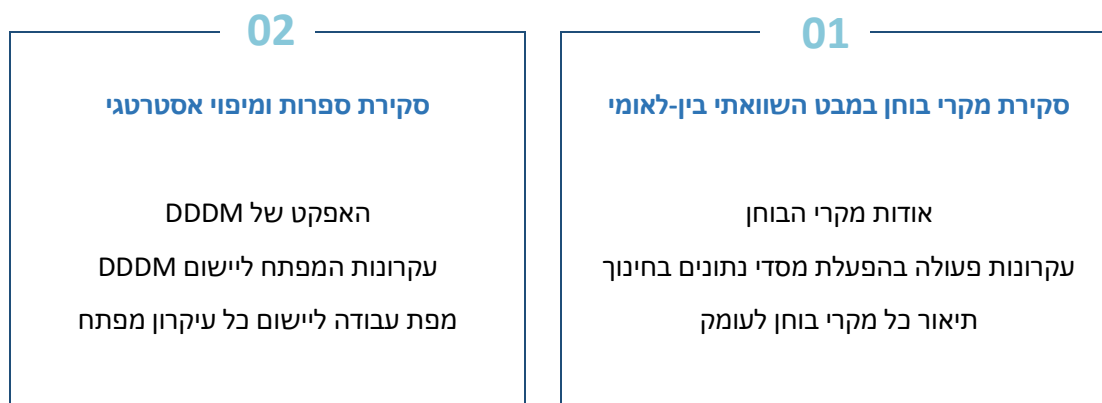 01
סקירת מקרי בוחן במבט השוואתי בין-לאומי
אודות מקרי הבוחן
עקרונות פעולה בהפעלת מסדי נתונים בחינוך
תיאור כל מקרי בוחן לעומק
02
סקירת ספרות ומיפוי אסטרטגי
האפקט של DDDM
עקרונות המפתח ליישום DDDM
מפת עבודה ליישום כל עיקרון מפתח